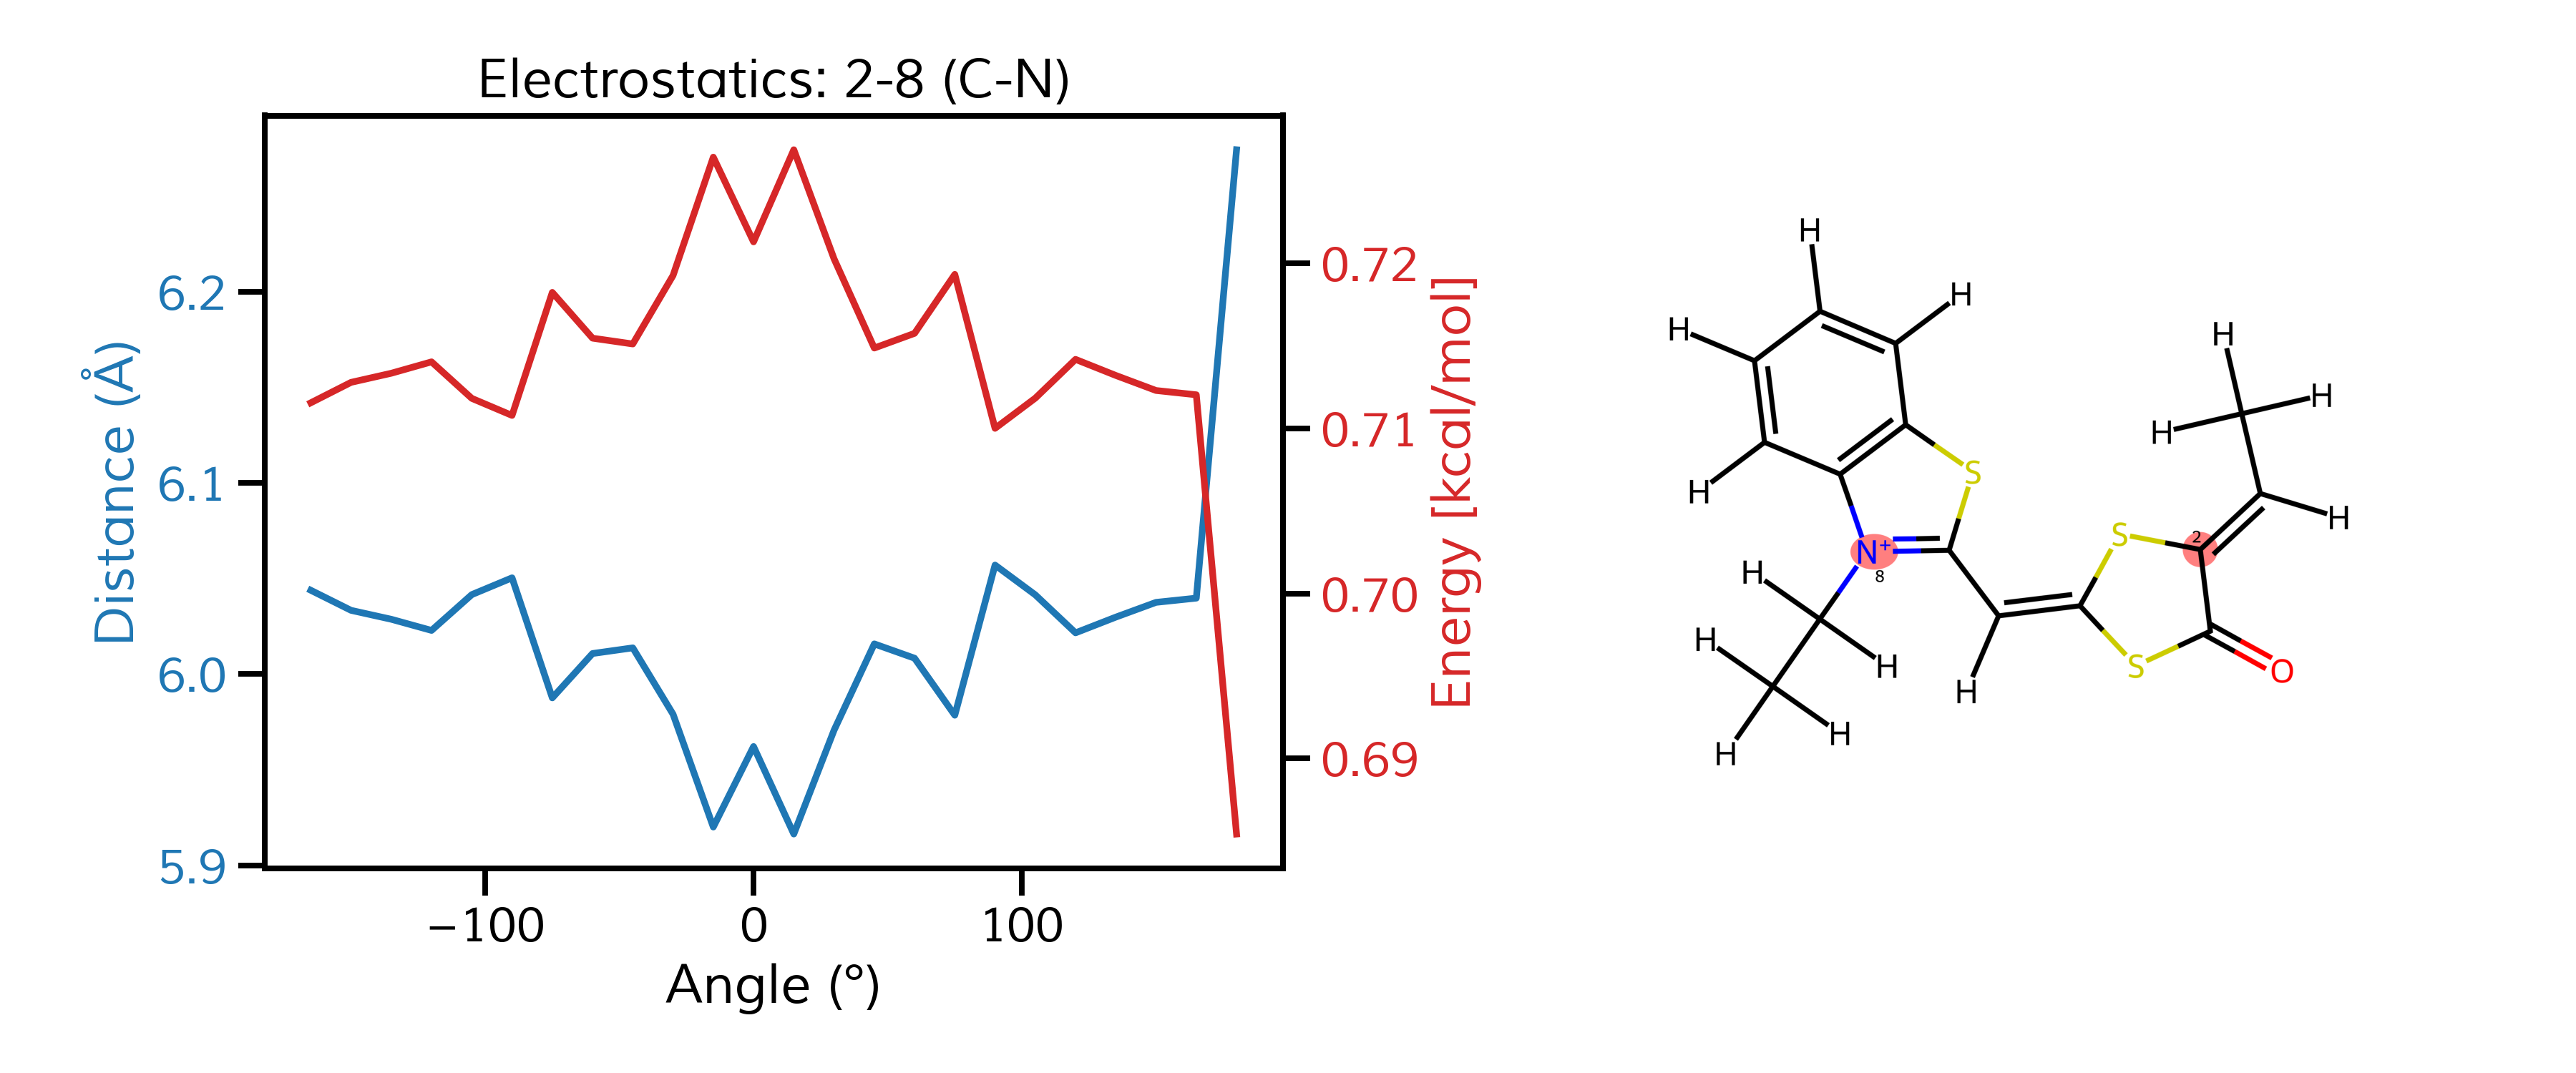 Electrostatics: 2-8 (C-N)
Distance (Å)
6.2
6.1
6.0
5.9
−100
0
100
Angle (°)
0.72
0.71
0.70
0.69
Energy [kcal/mol]
H
H
H
H
H
H
H
H
S
S
2
H
N+
8
H
H
H
H
S
O
H
H
H